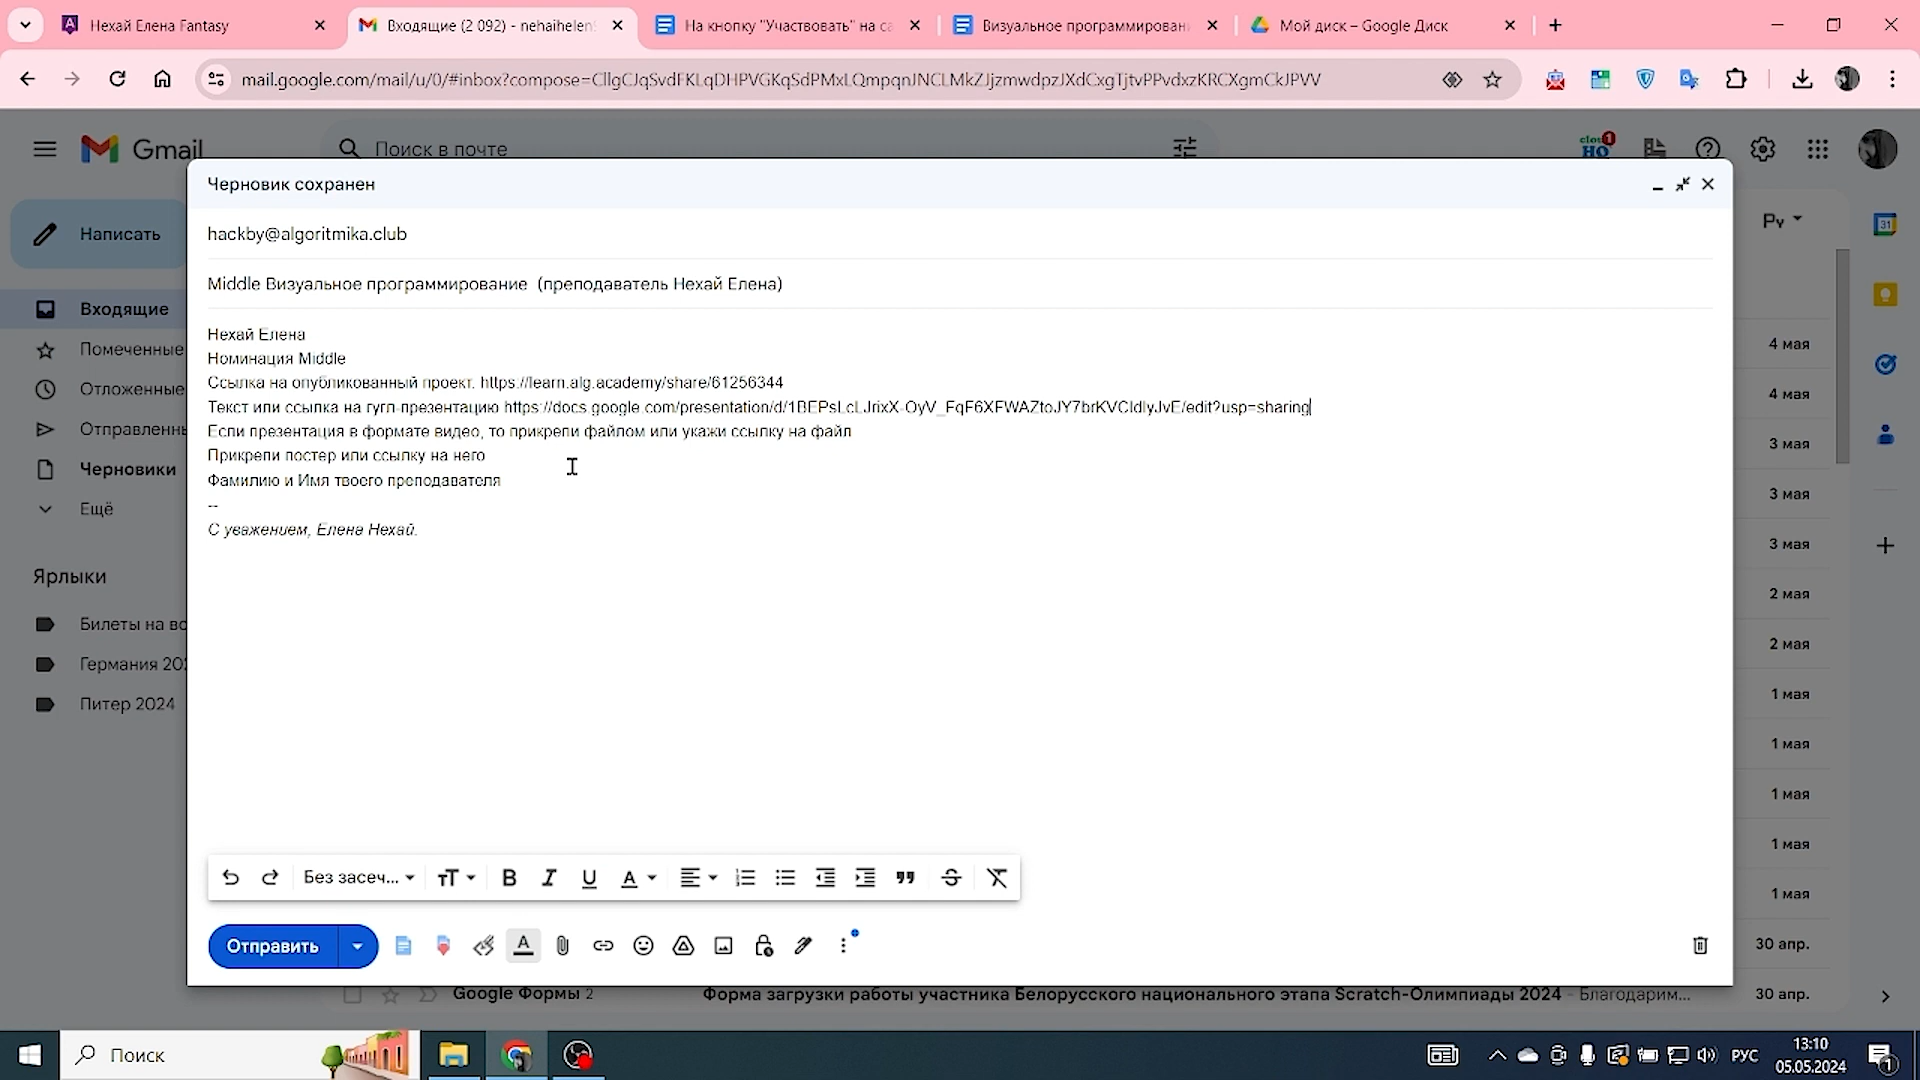 Нехай Елена Fantasy
Входящие (2 092) - nehaihelen
На кнопку "Участвовать" на са
Визуальное программирован
Мой диск – Google Диск
mail.google.com/mail/u/0/#inbox?compose=CllgCJqSvdFKLqDHPVGKqSdPMxLQmpqnJNCLMkZJjzmwdpzJXdCxgTjtvPPvdxzKRCXgmCkJPVV
Gmail
Поиск в почте
Черновик сохранен
Написать
hackby@algoritmika.club
Ру
Middle Визуальное программирование (преподаватель Нехай Елена)
Входящие
Помеченные
Отложенные
Отправленнь
Черновики
Ещё
Нехай Елена
Номинация Middle
Ссылка на опубликованный проект. https://learn.alg.academy/share/61256344
Текст или ссылка на гугл-презентацию https://docs.google.com/presentation/d/1BEPsLcLJrixX-OyV_FqF6XFWAZtoJY7brKVCIdIyJvE/edit?usp=sharing
Если презентация в формате видео, то прикрепи файлом или укажи ссылку на файл
Прикрепи постер или ссылку на него
Фамилию и Имя твоего преподавателя
--
С уважением, Елена Нехай.
Ярлыки
Билеты на во
Германия 202
Питер 2024
4 мая
4 мая
3 мая
3 мая
3 мая
2 мая
2 мая
1 мая
1 мая
1 мая
1 мая
1 мая
30 апр.
Без засеч...
Отправить
Google Формы 2
Форма загрузки работы участника Белорусского национального этапа Scratch-Олимпиады 2024 - Благодарим...
30 апр.
Поиск
РУС
13:10
05.05.2024
1